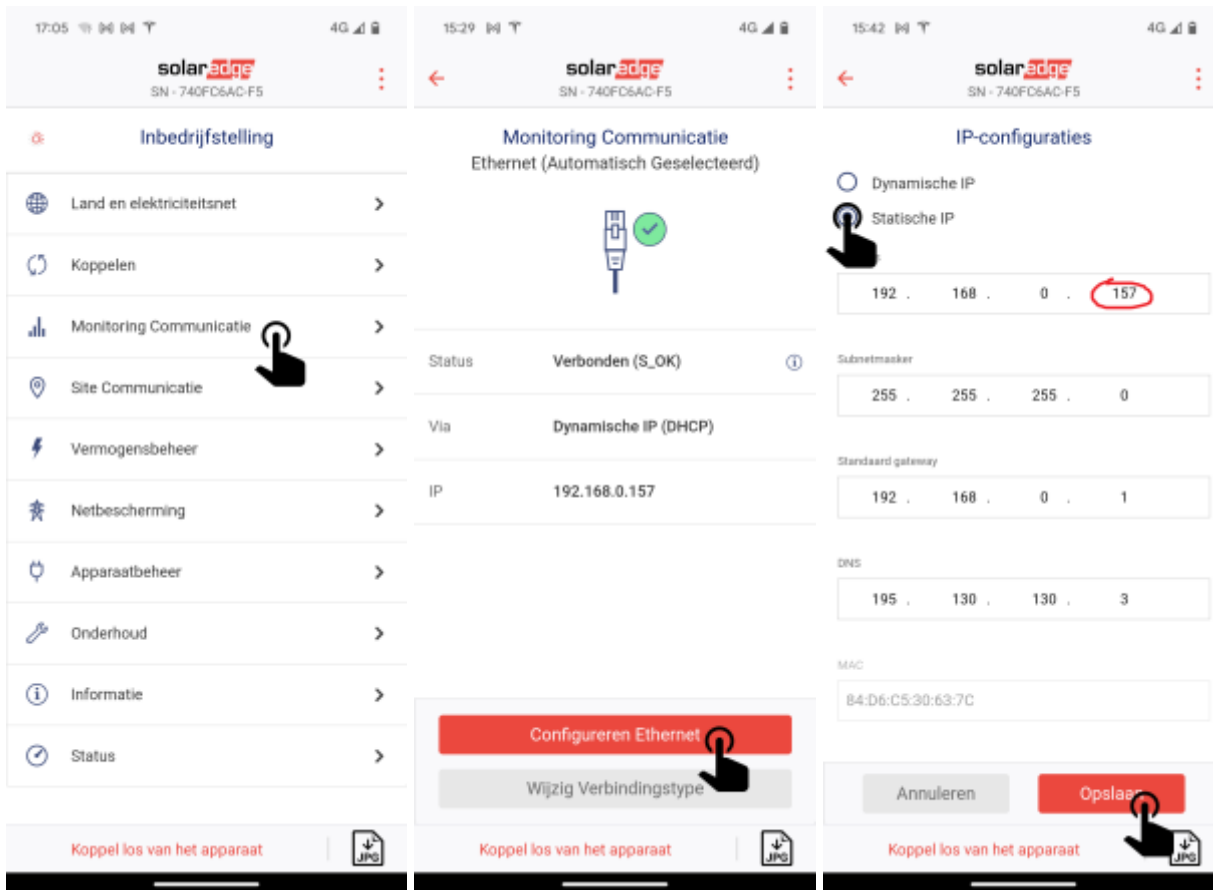 17:05
4G
solaredge
SN - 740FC6AC-F5
Inbedrijfstelling
Land en elektriciteitsnet
Koppelen
Monitoring Communicatie
Site Communicatie
Vermogensbeheer
Netbescherming
Apparaatbeheer
Onderhoud
Informatie
Status
Koppel los van het apparaat
JPG
15:29
4G
solaredge
SN - 740FC6AC-F5
Monitoring Communicatie
Ethernet (Automatisch Geselecteerd)
Status Verbonden (S_OK)
Via Dynamische IP (DHCP)
IP 192.168.0.157
Configureren Ethernet
Wijzig Verbindingstype
Koppel los van het apparaat
JPG
15:42
4G
solaredge
SN - 740FC6AC-F5
IP-configuraties
Dynamische IP
Statische IP
192 . 168 . 0 . 157
Subnetmasker
255 . 255 . 255 . 0
Standaard gateway
192 . 168 . 0 . 1
DNS
195 . 130 . 130 . 3
MAC
84:D6:C5:30:63:7C
Annuleren
Opslaan
Koppel los van het apparaat
JPG